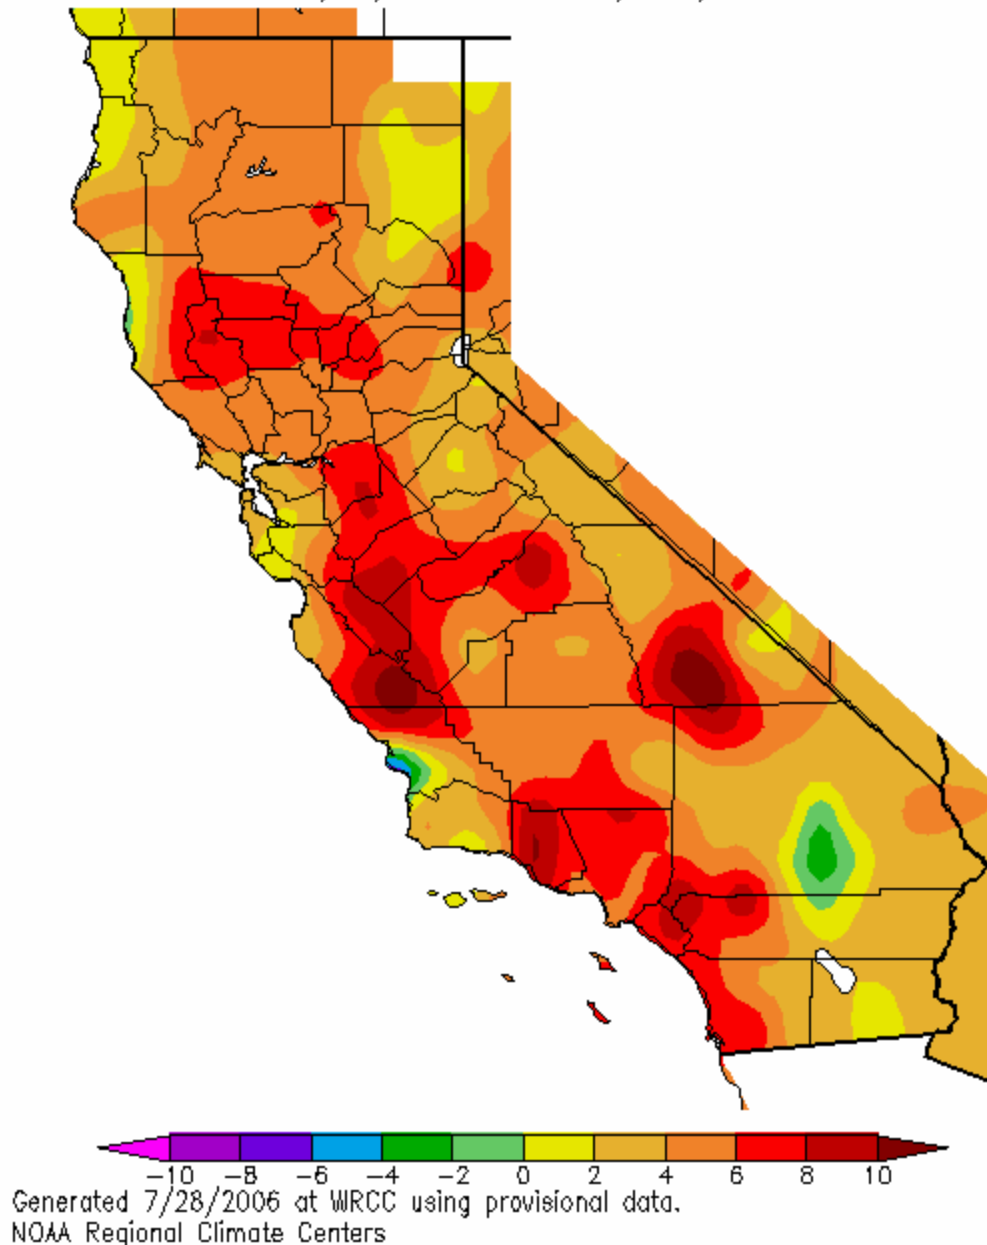 -10 -8 -6 -4 -2 0 2 4 6 8 10
Generated 7/28/2006 at WRCC using provisional data.
NOAA Regional Climate Centers